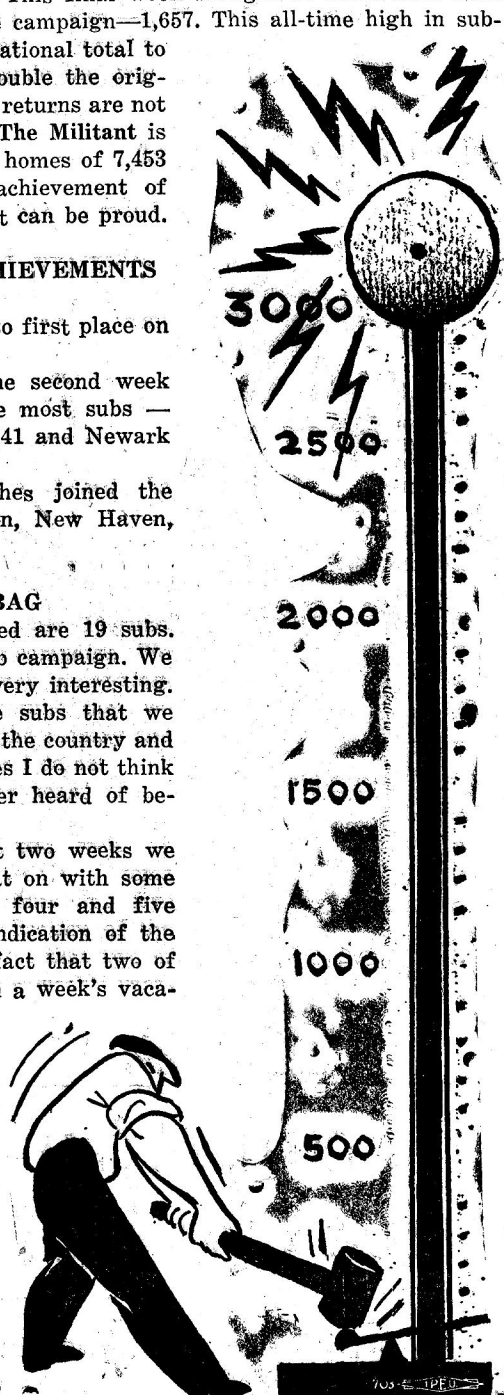 campaign—1,657. This all-time high in sub-
ational total to
ouble the orig-
returns are not
The Militant is
homes of 7,453
achievement of
t can be proud.
HIEVEMENTS
o first place on
ne second week
e most subs —
41 and Newark
hes joined the
n, New Haven,
BAG
ed are 19 subs.
campaign. We
very interesting.
e subs that we
the country and
es I do not think
er heard of be-
t two weeks we
at on with some
four and five
ndication of the
fact that two of
a week's vaca-
3000
2500
2000
1500
1000
500